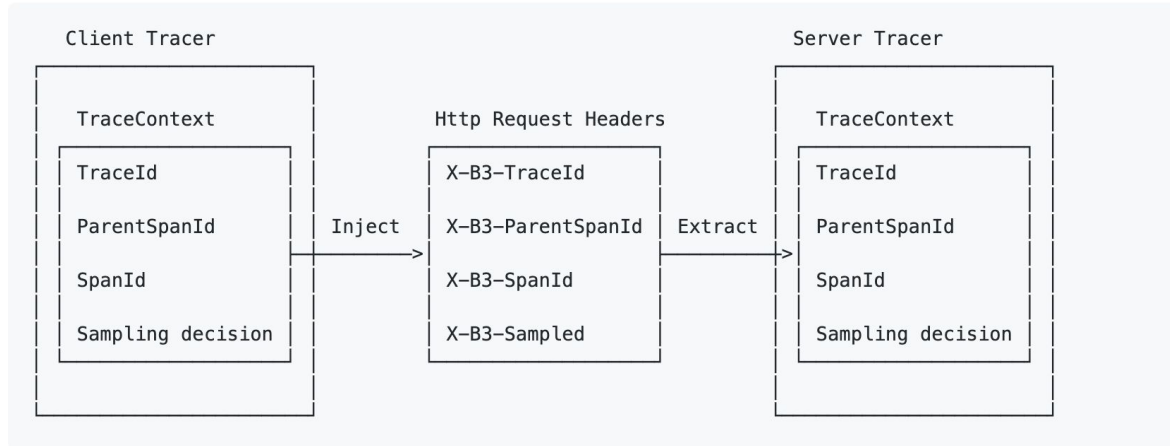 Client Tracer
Server Tracer
TraceContext
Http Request Headers
TraceContext
TraceId
X-B3-TraceId
TraceId
ParentSpanId
Inject
X-B3-ParentSpanId
Extract
ParentSpanId
SpanId
X-B3-SpanId
SpanId
Sampling decision
X-B3-Sampled
Sampling decision